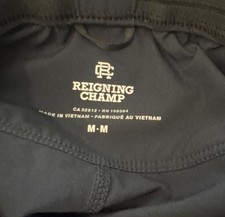 RC
REIGNING
CHAMP
MADE IN VIETNAM - FABRIQUÉ AU VIETNAM
M-M